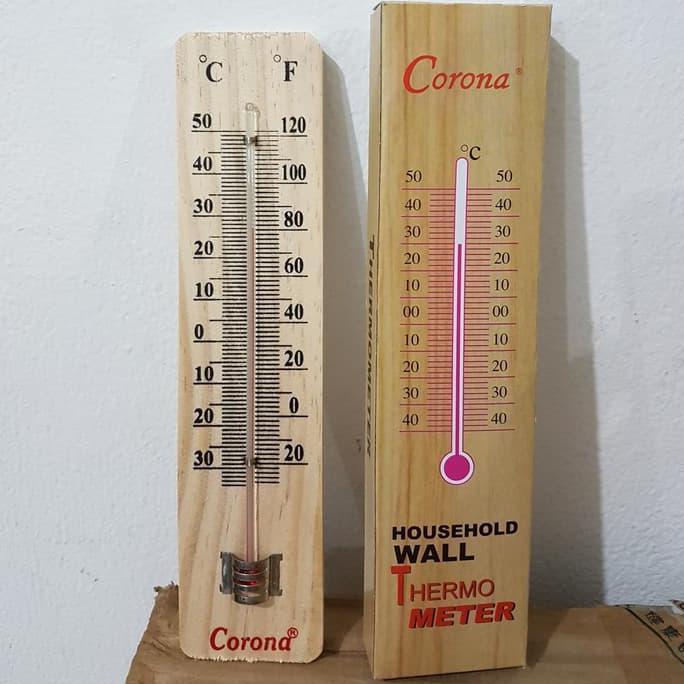 °C °F
50 120
40 100
30 80
20 60
10 40
0 20
10 0
20 20
30
Corona®
Corona®
°C
50 50
40 40
30 30
20 20
10 10
00 00
10 10
20 20
30 30
40 40
HOUSEHOLD
WALL
THERMO
METER
THERMOMETER